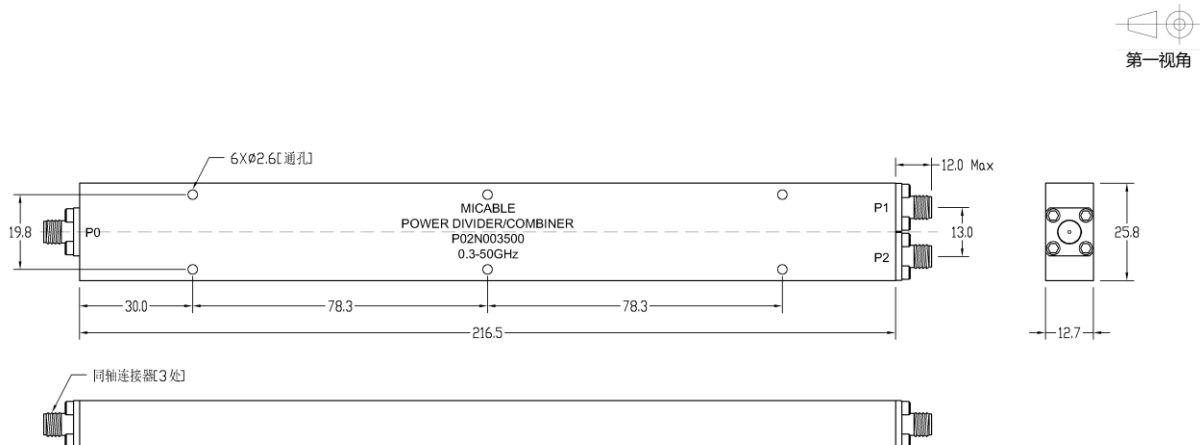 第一视角
6XØ2.6[通孔]
12.0 Max
MICABLE
POWER DIVIDER/COMBINER
P02N003500
0.3-50GHz
P0
P1
P2
19.8
13.0
25.8
30.0
78.3
78.3
216.5
12.7
同轴连接器[3处]